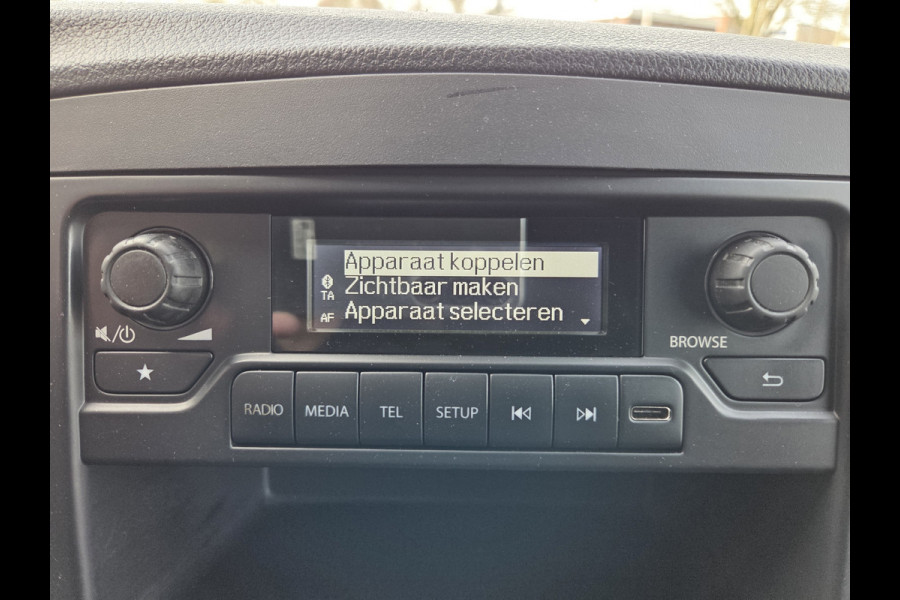 Apparaat koppelen
TA Zichtbaar maken
AF Apparaat selecteren
BROWSE
RADIO MEDIA TEL SETUP